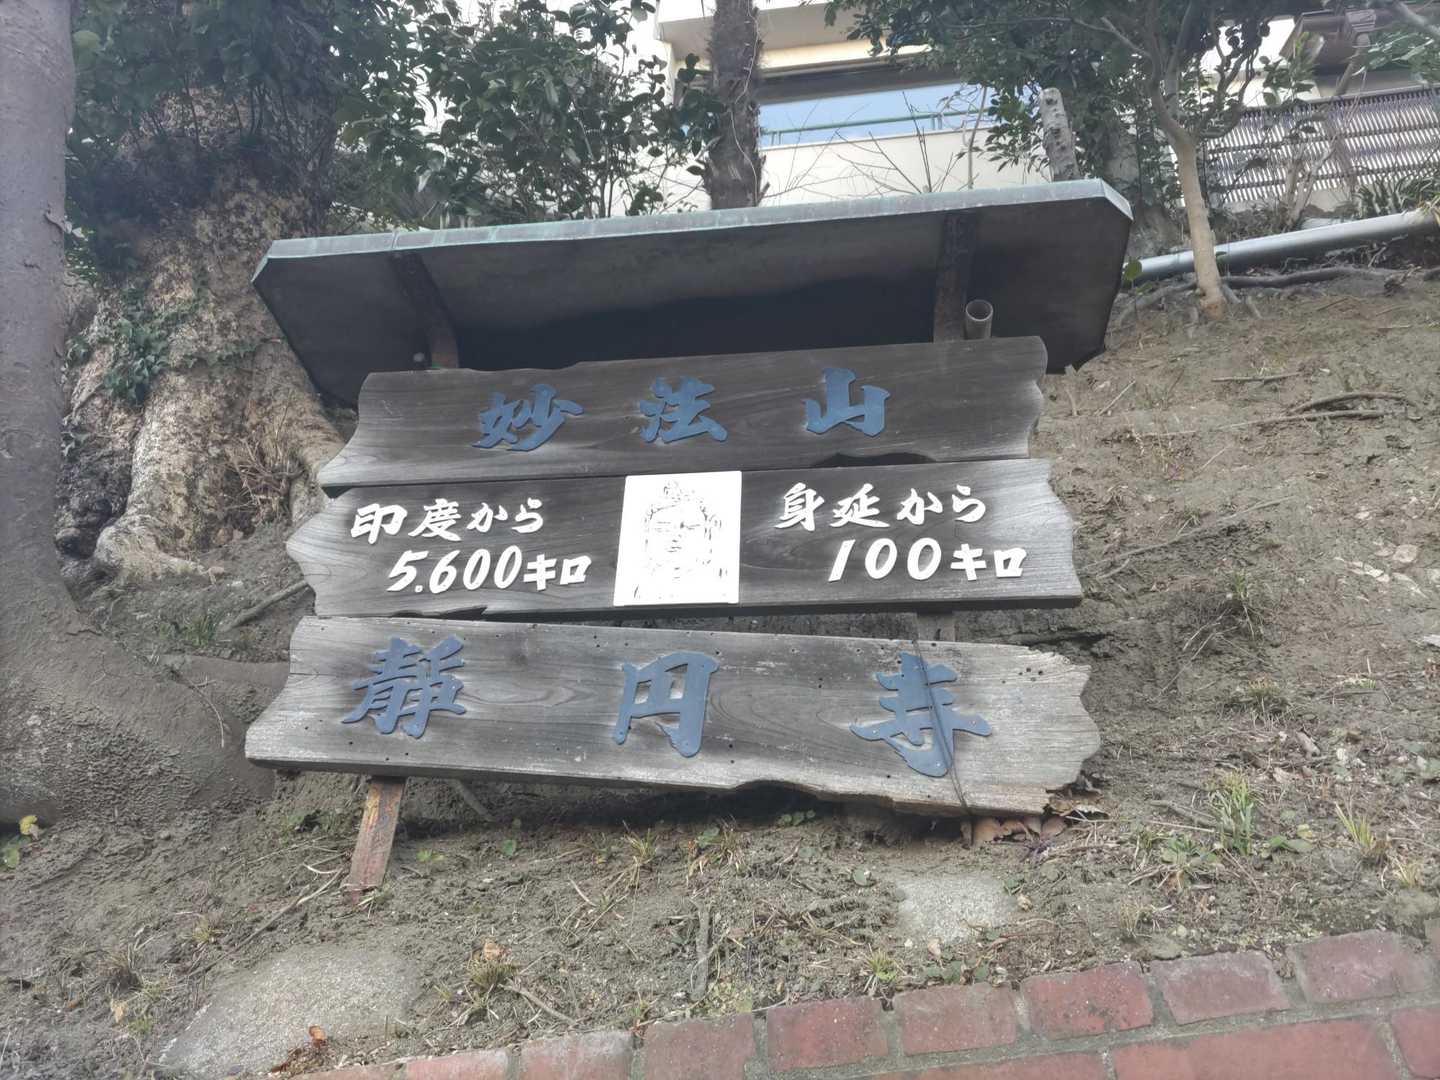 妙法山
印度から
5.600キロ
身延から
100キロ
静円寺